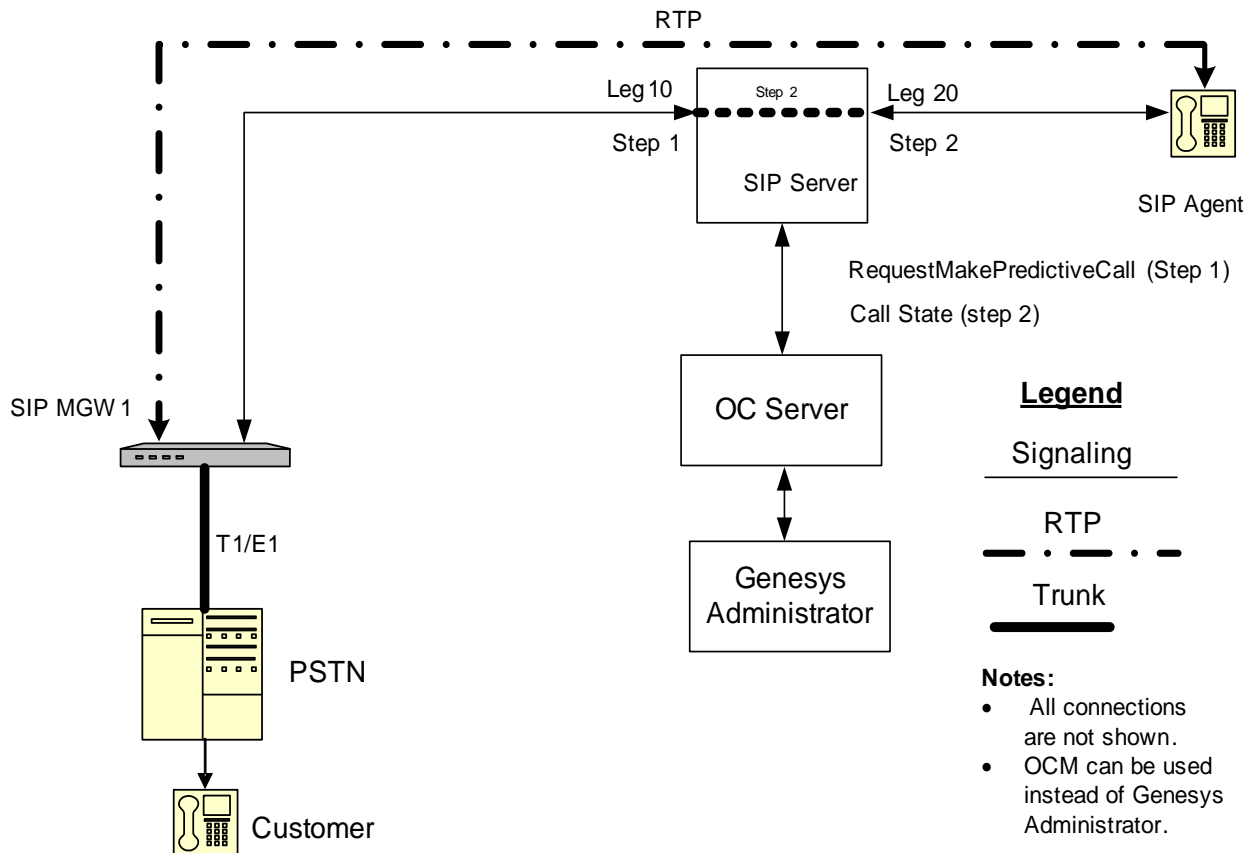 RTP
Leg 10
Step 2
Leg 20
Step 1
Step 2
SIP Server
SIP Agent
RequestMakePredictiveCall (Step 1)
Call State (step 2)
SIP MGW 1
OC Server
Legend
Signaling
RTP
T1/E1
Genesys
Administrator
Trunk
PSTN
Notes:
• All connections
are not shown.
• OCM can be used
instead of Genesys
Administrator.
Customer